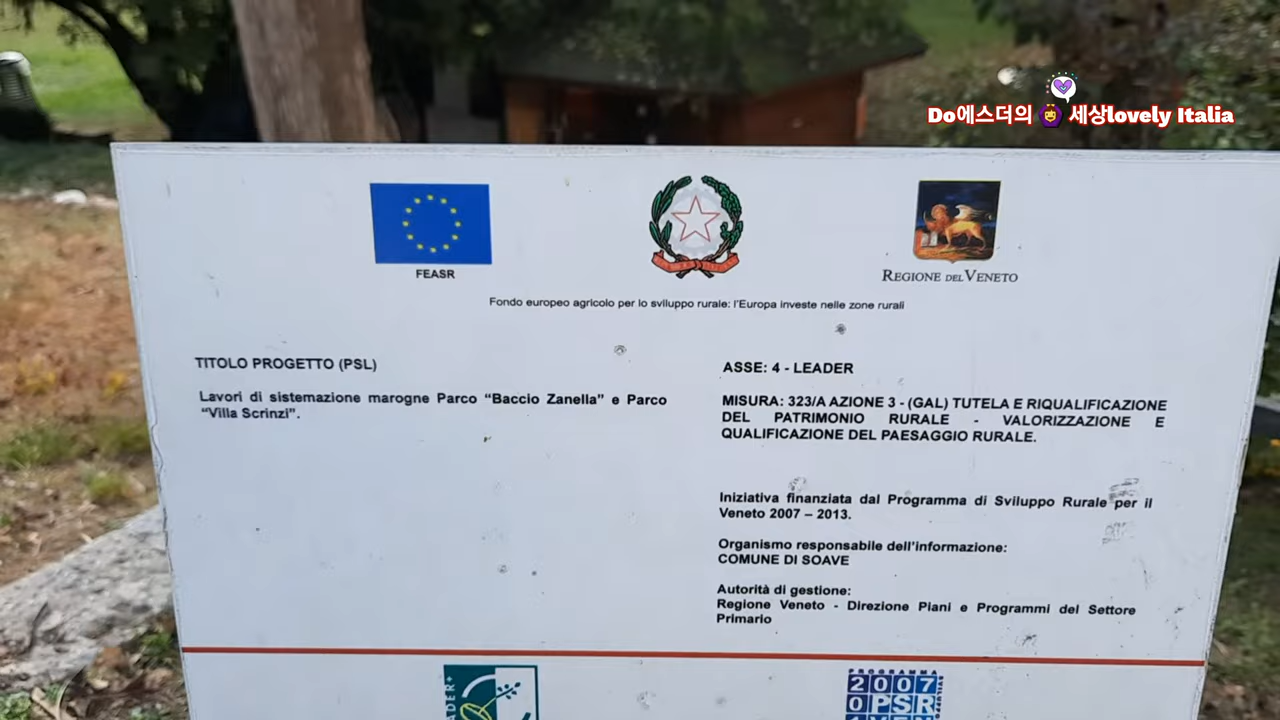 Do에스더의 세상lovely Italia
FEASR
REGIONE DEL VENETO
Fondo europeo agricolo per lo sviluppo rurale: l'Europa investe nelle zone rurali
TITOLO PROGETTO (PSL)
Lavori di sistemazione marogne Parco "Baccio Zanella" e Parco
"Villa Scrinzi".
ASSE: 4 - LEADER
MISURA: 323/A AZIONE 3 - (GAL) TUTELA E RIQUALIFICAZIONE
DEL PATRIMONIO RURALE - VALORIZZAZIONE E
QUALIFICAZIONE DEL PAESAGGIO RURALE.
Iniziativa finanziata dal Programma di Sviluppo Rurale per il
Veneto 2007 – 2013.
Organismo responsabile dell'informazione:
COMUNE DI SOAVE
Autorità di gestione:
Regione Veneto - Direzione Piani e Programmi del Settore
Primario
PROGRAMMA
2007
0PSR